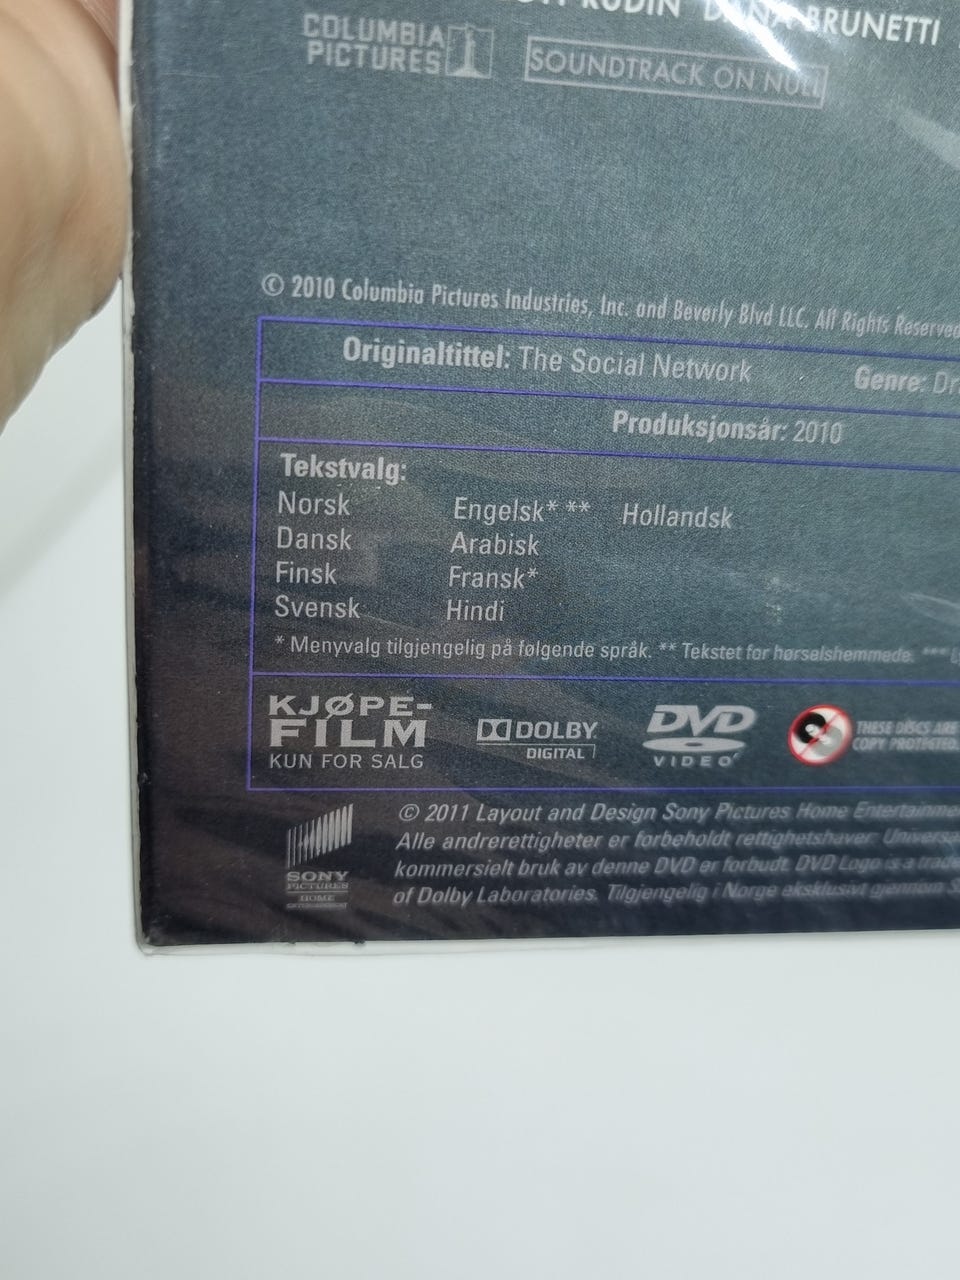 RUDIN DANA BRUNETTI
COLUMBIA
PICTURES
SOUNDTRACK ON NULL
© 2010 Columbia Pictures Industries, Inc. and Beverly Blvd LLC. All Rights Reserved
Originaltittel: The Social Network Genre:
Produksjonsår: 2010
Tekstvalg:
Norsk Engelsk* ** Hollandsk
Dansk Arabisk
Finsk Fransk*
Svensk Hindi
* Menyvalg tilgjengelig på følgende språk. ** Tekstet for hørselshemmede. ***
KJØPE-
FILM
KUN FOR SALG
DOLBY
DIGITAL
DVD
VIDEO
THESE DISCS ARE
COPY PROTECTED.
© 2011 Layout and Design Sony Pictures Home
Alle andrerettigheter er forbeholdt rettighetshaver.
kommersielt bruk av denne DVD er forbudt. DVD Logo is a
of Dolby Laboratories. Tilgjengelig i Norge eksklusivt gjennom
SONY
PICTURES
HOME
ENTERTAINMENT